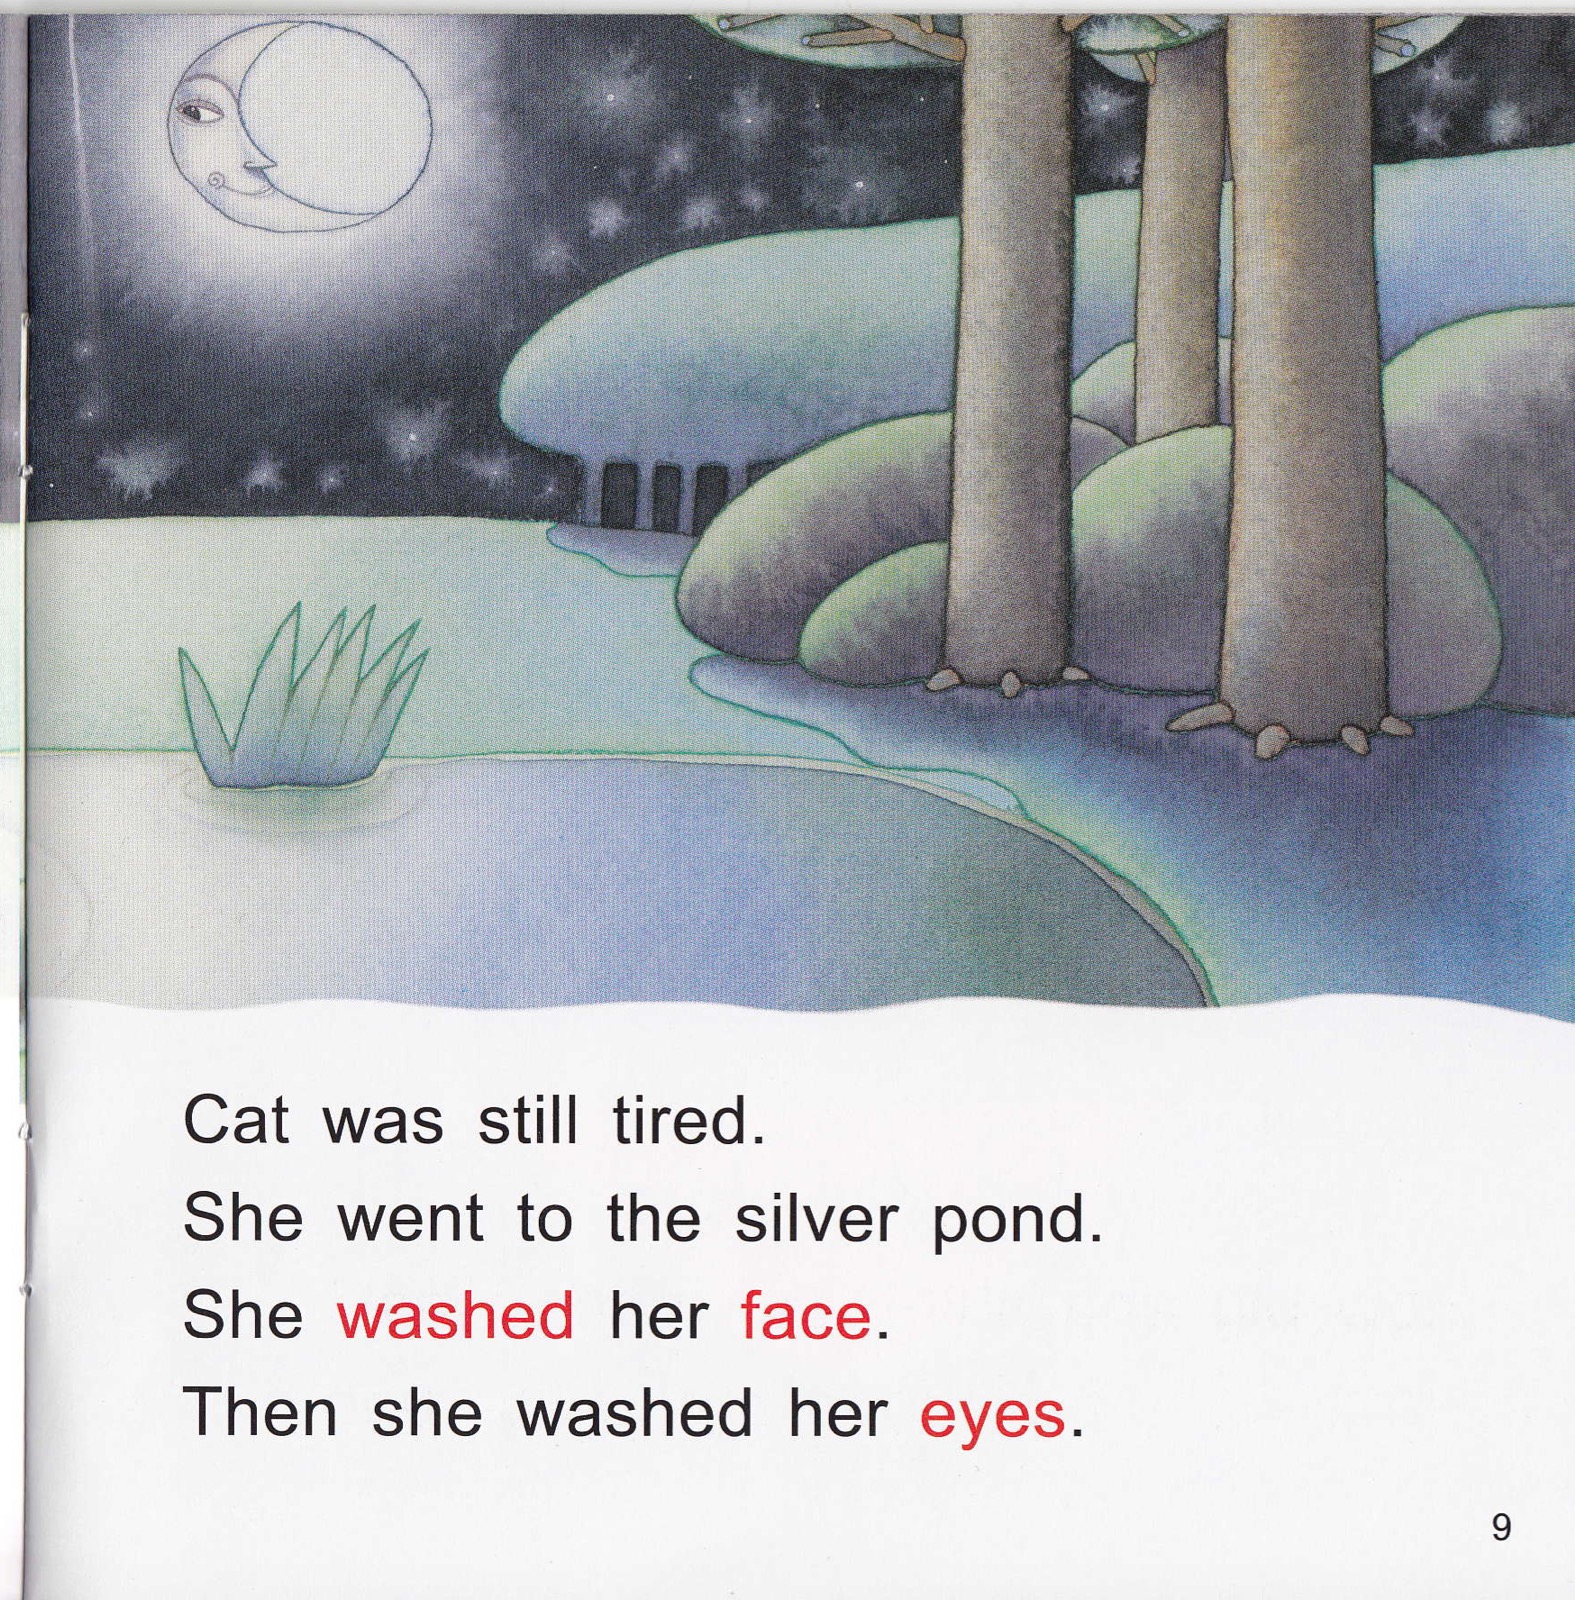 Cat was still tired.
She went to the silver pond.
She washed her face.
Then she washed her eyes.
9